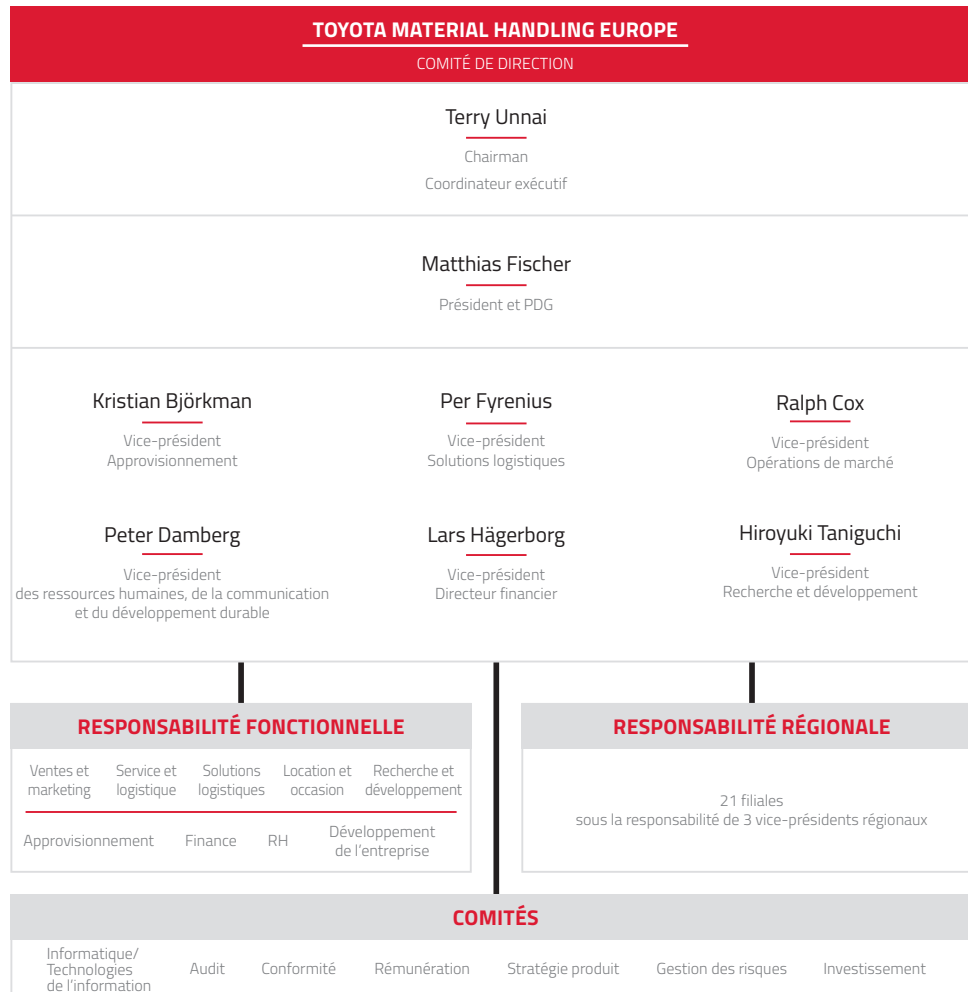 TOYOTA MATERIAL HANDLING EUROPE
COMITÉ DE DIRECTION
Terry Unnai
Chairman
Coordinateur exécutif
Matthias Fischer
Président et PDG
Kristian Björkman
Vice-président
Approvisionnement
Per Fyrenius
Vice-président
Solutions logistiques
Ralph Cox
Vice-président
Opérations de marché
Peter Damberg
Vice-président
des ressources humaines, de la communication
et du développement durable
Lars Hägerborg
Vice-président
Directeur financier
Hiroyuki Taniguchi
Vice-président
Recherche et développement
RESPONSABILITÉ FONCTIONNELLE
Ventes et
marketing
Service et
logistique
Solutions
logistiques
Location et
occasion
Recherche et
développement
Approvisionnement
Finance
RH
Développement
de l'entreprise
RESPONSABILITÉ RÉGIONALE
21 filiales
sous la responsabilité de 3 vice-présidents régionaux
COMITÉS
Informatique/
Technologies
de l'information
Audit
Conformité
Rémunération
Stratégie produit
Gestion des risques
Investissement